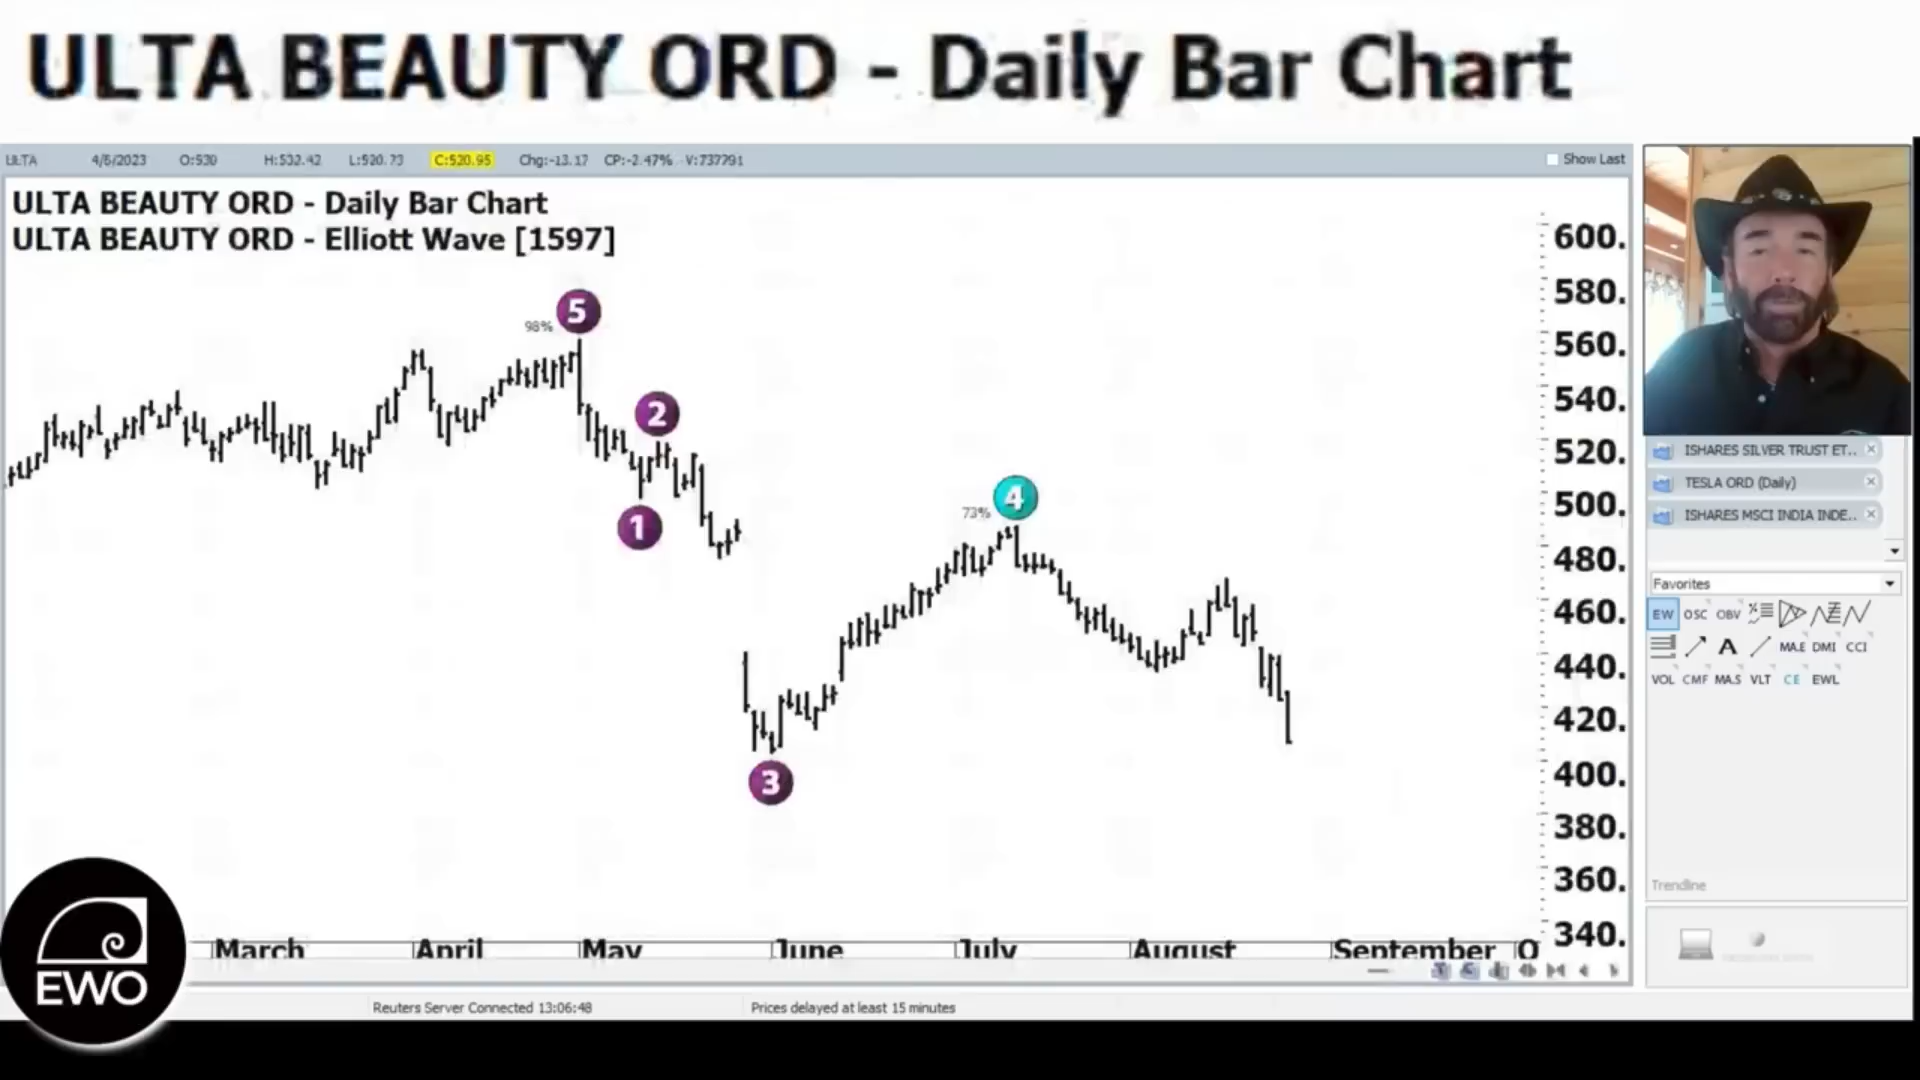 ULTA BEAUTY ORD - Daily Bar Chart
ULTA 4/6/2023 O:530 H:532.42 L:520.73 C:520.95 Chg:-13.17 CP:-2.47% V:737791 Show Last
ULTA BEAUTY ORD - Daily Bar Chart
ULTA BEAUTY ORD - Elliott Wave [1597]
600.
580.
560.
540.
520.
500.
480.
460.
440.
420.
400.
380.
360.
340.
98% 5
2
1
3
73% 4
March April May June July August September O
ISHARES SILVER TRUST ET..
TESLA ORD (Daily)
ISHARES MSCI INDIA INDE..
Favorites
EW OSC OBV
A MA.E DMI CCI
VOL CMF MA.S VLT CE EWL
Trendline
EWO
Reuters Server Connected 13:06:48 Prices delayed at least 15 minutes